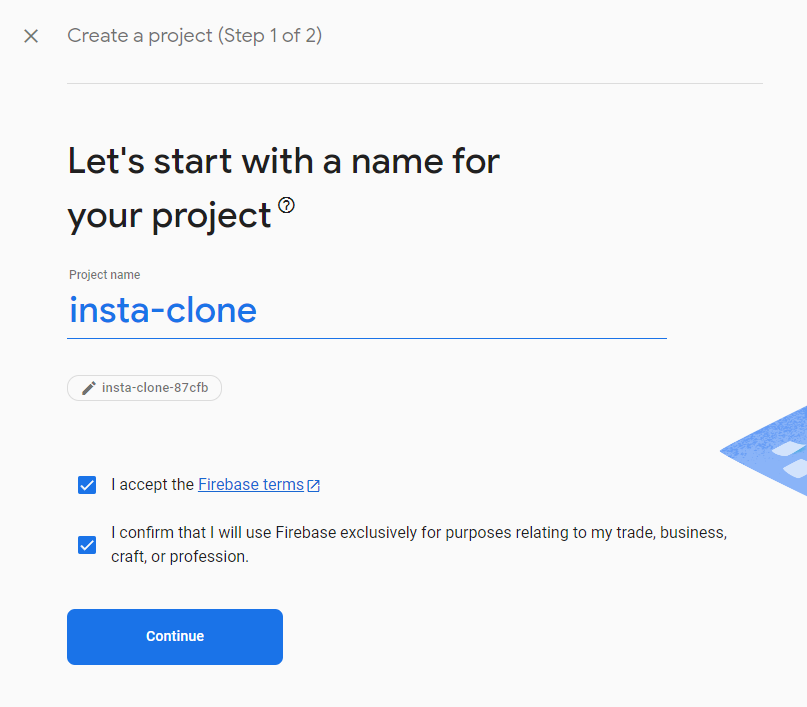 Create a project (Step 1 of 2)
Let's start with a name for
your project
Project name
insta-clone
insta-clone-87cfb
I accept the Firebase terms
I confirm that I will use Firebase exclusively for purposes relating to my trade, business,
craft, or profession.
Continue